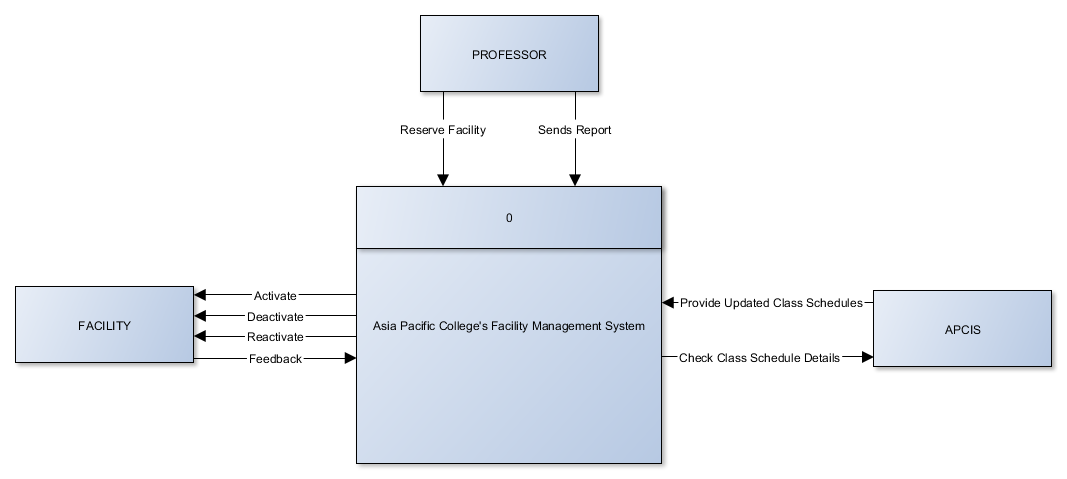 PROFESSOR
Reserve Facility
Sends Report
0
Activate
Deactivate
Reactivate
Feedback
FACILITY
Asia Pacific College's Facility Management System
Provide Updated Class Schedules
Check Class Schedule Details
APCIS